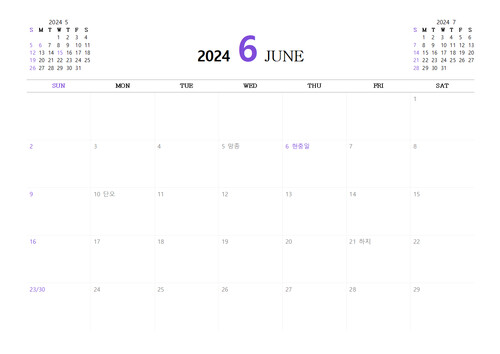 2024 5
S M T W T F S
1 2 3 4
5 6 7 8 9 10 11
12 13 14 15 16 17 18
19 20 21 22 23 24 25
26 27 28 29 30 31
2024 6 JUNE
2024 7
S M T W T F S
1 2 3 4 5 6
7 8 9 10 11 12 13
14 15 16 17 18 19 20
21 22 23 24 25 26 27
28 29 30 31
SUN MON TUE WED THU FRI SAT
1
2 3 4 5 망종 6 현충일 7 8
9 10 단오 11 12 13 14 15
16 17 18 19 20 21 하지 22
23/30 24 25 26 27 28 29